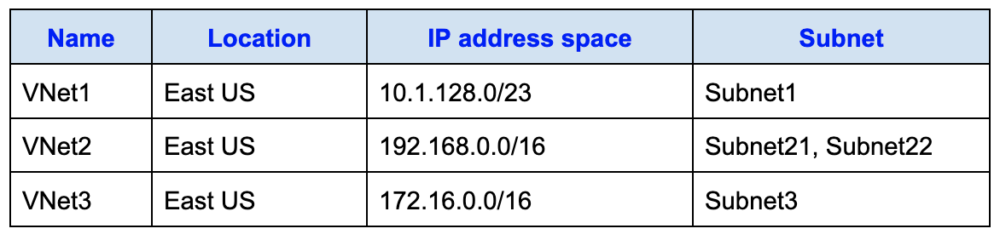 Name Location IP address space Subnet
VNet1 East US 10.1.128.0/23 Subnet1
VNet2 East US 192.168.0.0/16 Subnet21, Subnet22
VNet3 East US 172.16.0.0/16 Subnet3